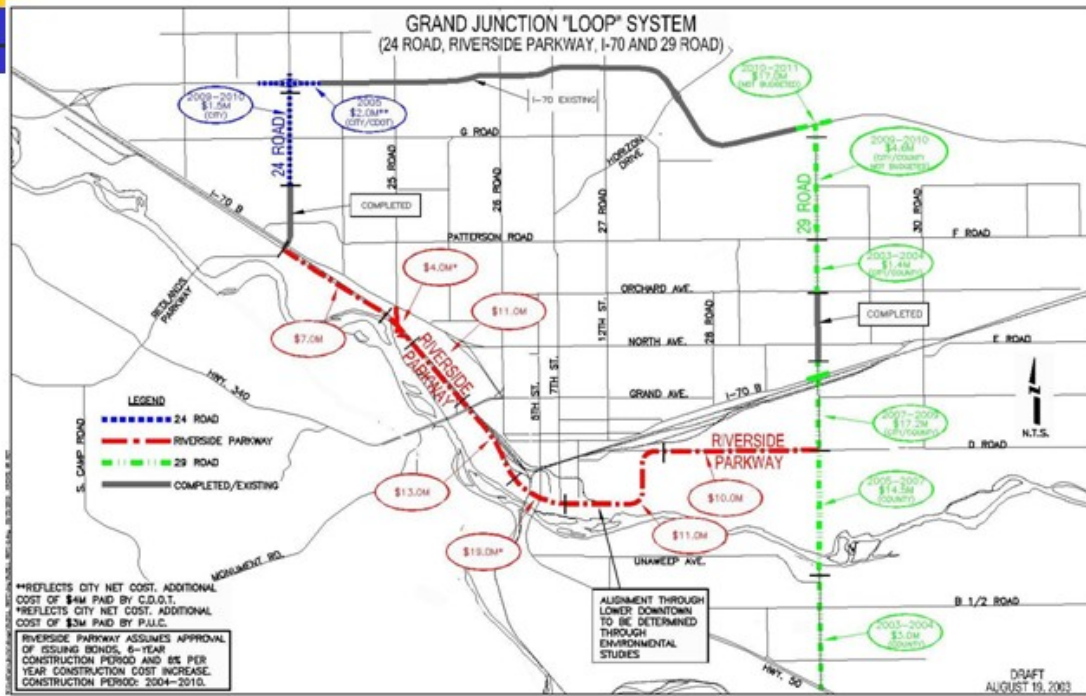 GRAND JUNCTION "LOOP" SYSTEM
(24 ROAD, RIVERSIDE PARKWAY, I-70 AND 29 ROAD)
2009-2010
$1.5M
(CITY)
2005
$2.0M**
(CITY/CDOT)
I-70 EXISTING
2010-2011
$17.0M
(NOT BUDGETED)
24 ROAD
G ROAD
25 ROAD
26 ROAD
HORIZON
DRIVE
27 ROAD
2009-2010
$4.6M
(CITY/COUNTY
NOT BUDGETED)
29 ROAD
30 ROAD
I-70 B
COMPLETED
PATTERSON ROAD
F ROAD
REDLANDS
PARKWAY
$4.0M*
2003-2004
$1.4M
(CITY/COUNTY)
$7.0M
$11.0M
ORCHARD AVE.
12TH ST.
28 ROAD
COMPLETED
RIVERSIDE
PARKWAY
NORTH AVE.
E ROAD
HWY. 340
5TH ST.
7TH ST.
GRAND AVE.
I-70 B
N.T.S.
LEGEND
24 ROAD
RIVERSIDE PARKWAY
29 ROAD
COMPLETED/EXISTING
S. CAMP ROAD
2007-2009
$17.2M
(CITY/COUNTY)
RIVERSIDE
PARKWAY
D ROAD
$13.0M
$10.0M
2005-2007
$14.5M
(COUNTY)
$19.0M*
$11.0M
UNAWEEP AVE.
MONUMENT RD.
**REFLECTS CITY NET COST. ADDITIONAL
COST OF $4M PAID BY C.D.O.T.
*REFLECTS CITY NET COST. ADDITIONAL
COST OF $3M PAID BY P.U.C.
RIVERSIDE PARKWAY ASSUMES APPROVAL
OF ISSUING BONDS, 6-YEAR
CONSTRUCTION PERIOD AND 8% PER
YEAR CONSTRUCTION COST INCREASE.
CONSTRUCTION PERIOD: 2004-2010.
ALIGNMENT THROUGH
LOWER DOWNTOWN
TO BE DETERMINED
THROUGH
ENVIRONMENTAL
STUDIES
B 1/2 ROAD
2003-2004
$3.0M
(COUNTY)
HWY. 50
DRAFT
AUGUST 19, 2003